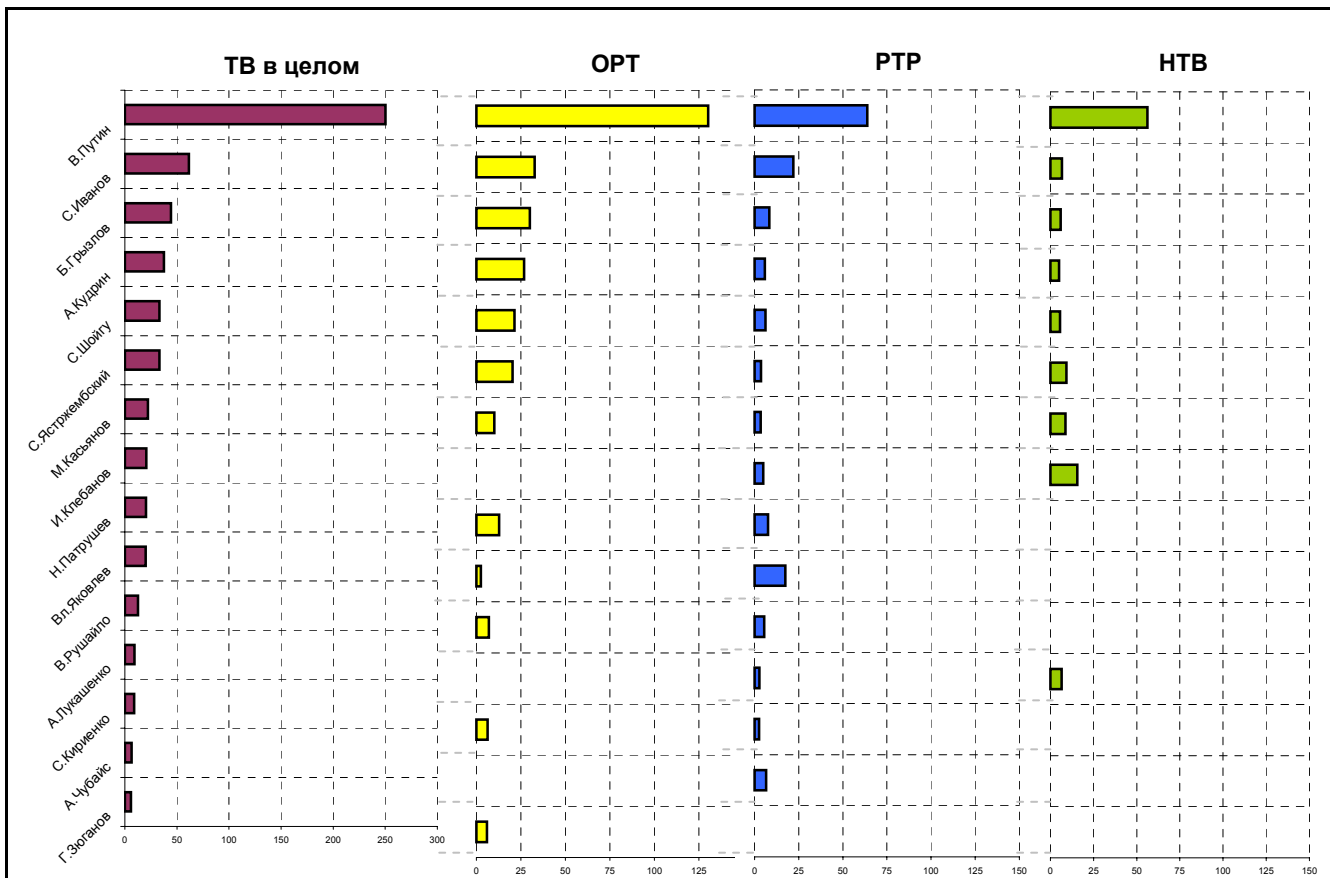 ТВ в целом
ОРТ
РТР
НТВ
В.Путин
С.Иванов
Б.Грызлов
А.Кудрин
С.Шойгу
С.Ястржембский
М.Касьянов
И.Клебанов
Н.Патрушев
Вл.Яковлев
В.Рушайло
А.Лукашенко
С.Кириенко
А.Чубайс
Г.Зюганов
0 50 100 150 200 250 300
0 25 50 75 100 125
0 25 50 75 100 125 150
0 25 50 75 100 125 150